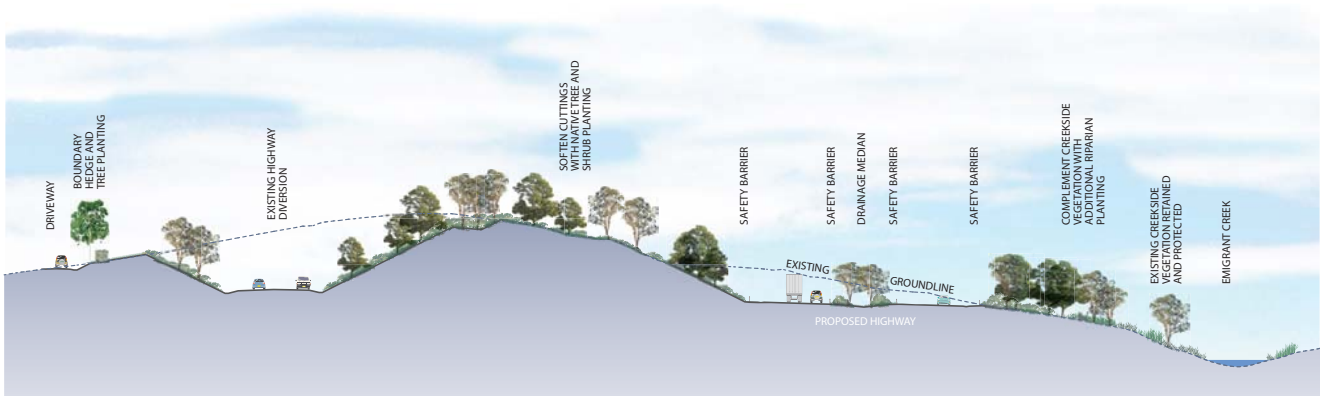 DRIVEWAY
BOUNDARY
HEDGE AND
TREE PLANTING
EXISTING HIGHWAY
DIVERSION
SOFTEN CUTTINGS
WITH NATIVE TREE AND
SHRUB PLANTING
SAFETY BARRIER
SAFETY BARRIER
DRAINAGE MEDIAN
SAFETY BARRIER
SAFETY BARRIER
COMPLEMENT CREEKSIDE
VEGETATION WITH
ADDITIONAL RIPARIAN
PLANTING
EXISTING CREEKSIDE
VEGETATION RETAINED
AND PROTECTED
EMIGRANT CREEK
EXISTING GROUNDLINE
PROPOSED HIGHWAY